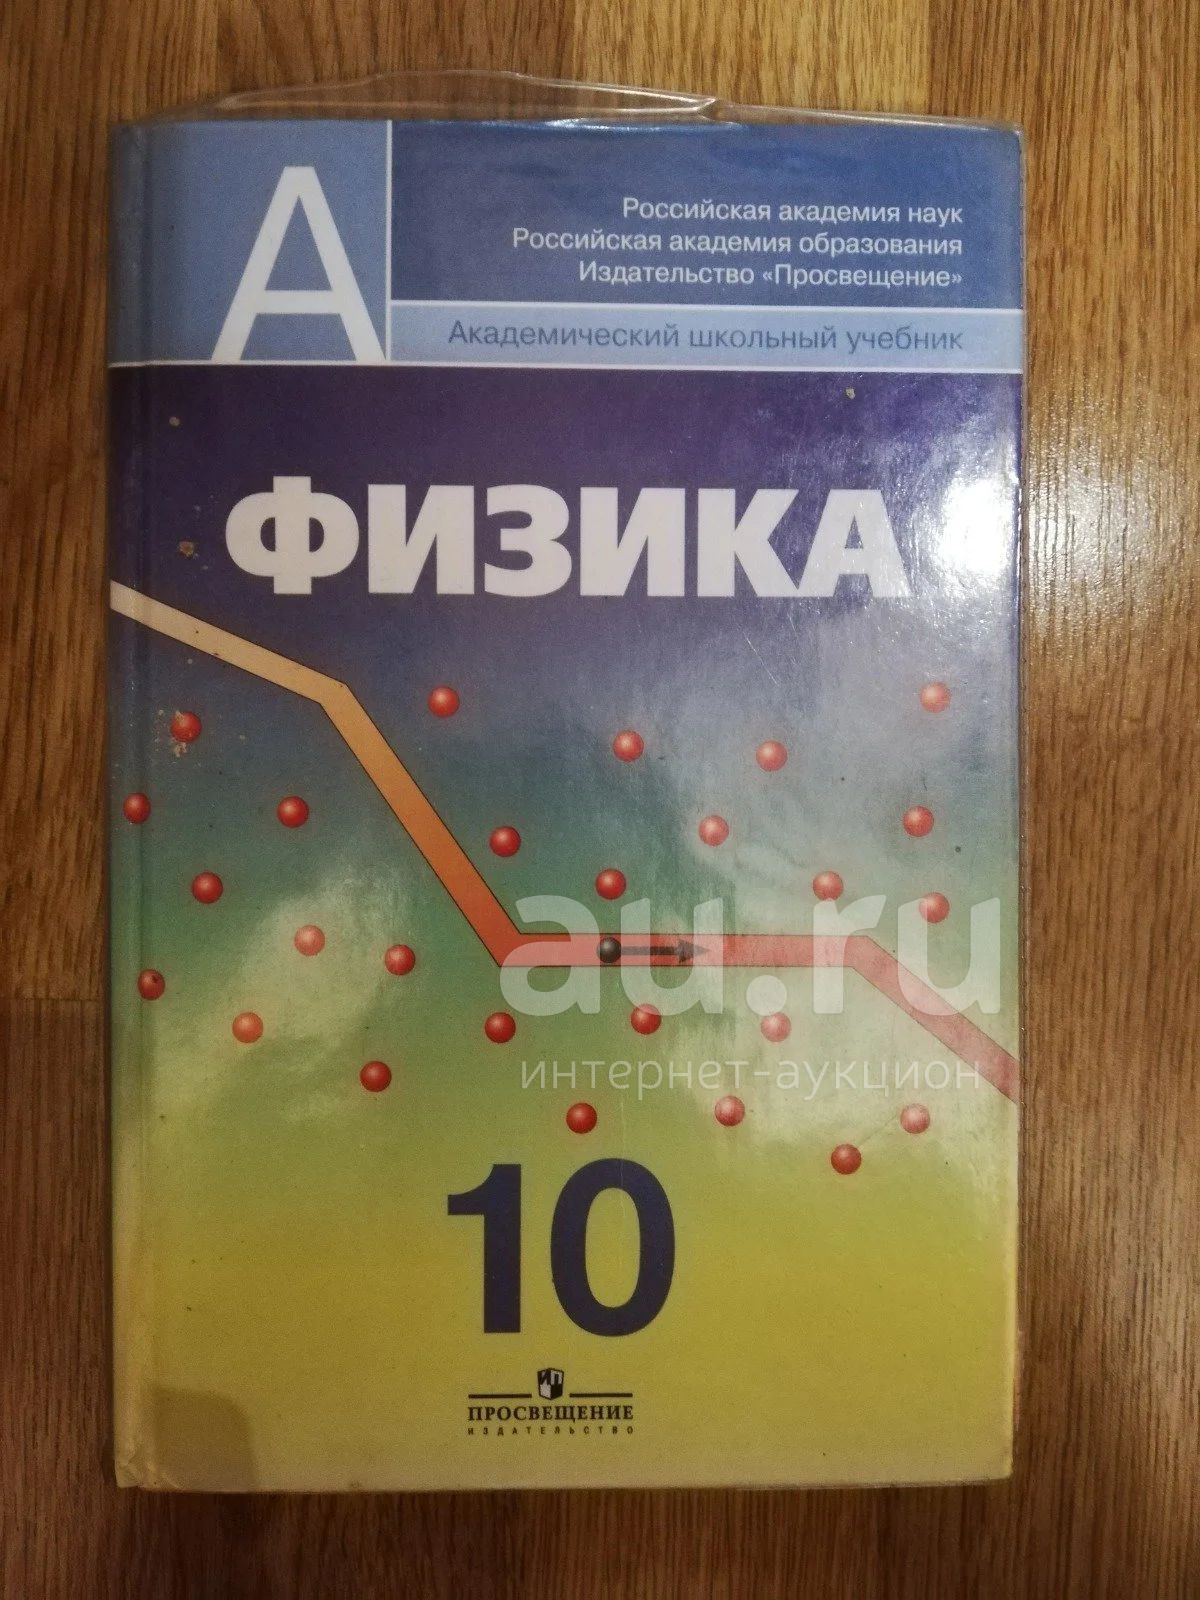 А
Российская академия наук
Российская академия образования
Издательство «Просвещение»
Академический школьный учебник
ФИЗИКА
au.ru
интернет-аукцион
10
ИП
ПРОСВЕЩЕНИЕ
ИЗДАТЕЛЬСТВО